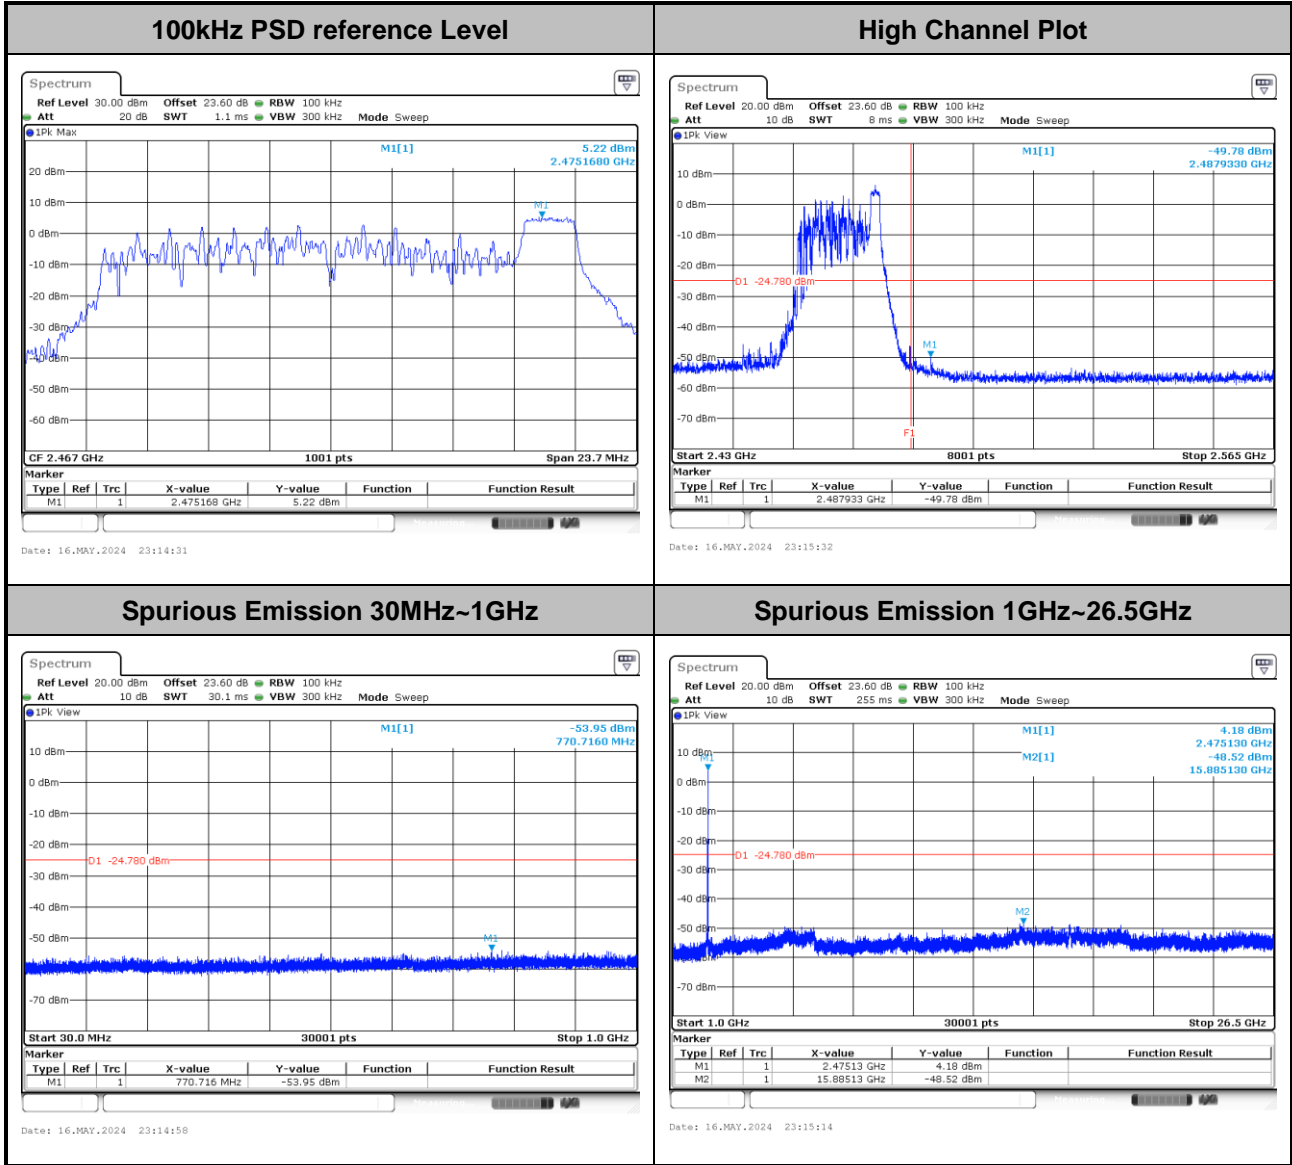 100kHz PSD reference Level
High Channel Plot
Spectrum
Ref Level 30.00 dBm Offset 23.60 dB RBW 100 kHz
Att 20 dB SWT 1.1 ms VBW 300 kHz Mode Sweep
1Pk Max
M1[1] 5.22 dBm
2.4751680 GHz
20 dBm
10 dBm
M1
0 dBm
-10 dBm
-20 dBm
-30 dBm
-40 dBm
-50 dBm
-60 dBm
CF 2.467 GHz 1001 pts Span 23.7 MHz
Marker
Type Ref Trc X-value Y-value Function Function Result
M1 1 2.475168 GHz 5.22 dBm
Date: 16.MAY.2024 23:14:31
Spectrum
Ref Level 20.00 dBm Offset 23.60 dB RBW 100 kHz
Att 10 dB SWT 8 ms VBW 300 kHz Mode Sweep
1Pk View
M1[1] -49.78 dBm
2.4879330 GHz
10 dBm
0 dBm
-10 dBm
-20 dBm
D1 -24.780 dBm
-30 dBm
-40 dBm
M1
-50 dBm
-60 dBm
-70 dBm
F1
Start 2.43 GHz 8001 pts Stop 2.565 GHz
Marker
Type Ref Trc X-value Y-value Function Function Result
M1 1 2.487933 GHz -49.78 dBm
Date: 16.MAY.2024 23:15:32
Spurious Emission 30MHz~1GHz
Spurious Emission 1GHz~26.5GHz
Spectrum
Ref Level 20.00 dBm Offset 23.60 dB RBW 100 kHz
Att 10 dB SWT 30.1 ms VBW 300 kHz Mode Sweep
1Pk View
M1[1] -53.95 dBm
770.7160 MHz
10 dBm
0 dBm
-10 dBm
-20 dBm
D1 -24.780 dBm
-30 dBm
-40 dBm
-50 dBm
M1
-70 dBm
Start 30.0 MHz 30001 pts Stop 1.0 GHz
Marker
Type Ref Trc X-value Y-value Function Function Result
M1 1 770.716 MHz -53.95 dBm
Date: 16.MAY.2024 23:14:58
Spectrum
Ref Level 20.00 dBm Offset 23.60 dB RBW 100 kHz
Att 10 dB SWT 255 ms VBW 300 kHz Mode Sweep
1Pk View
M1[1] 4.18 dBm
2.475130 GHz
M2[1] -48.52 dBm
15.885130 GHz
10 dBm
M1
0 dBm
-10 dBm
-20 dBm
D1 -24.780 dBm
-30 dBm
-40 dBm
M2
-50 dBm
-70 dBm
Start 1.0 GHz 30001 pts Stop 26.5 GHz
Marker
Type Ref Trc X-value Y-value Function Function Result
M1 1 2.47513 GHz 4.18 dBm
M2 1 15.88513 GHz -48.52 dBm
Date: 16.MAY.2024 23:15:14